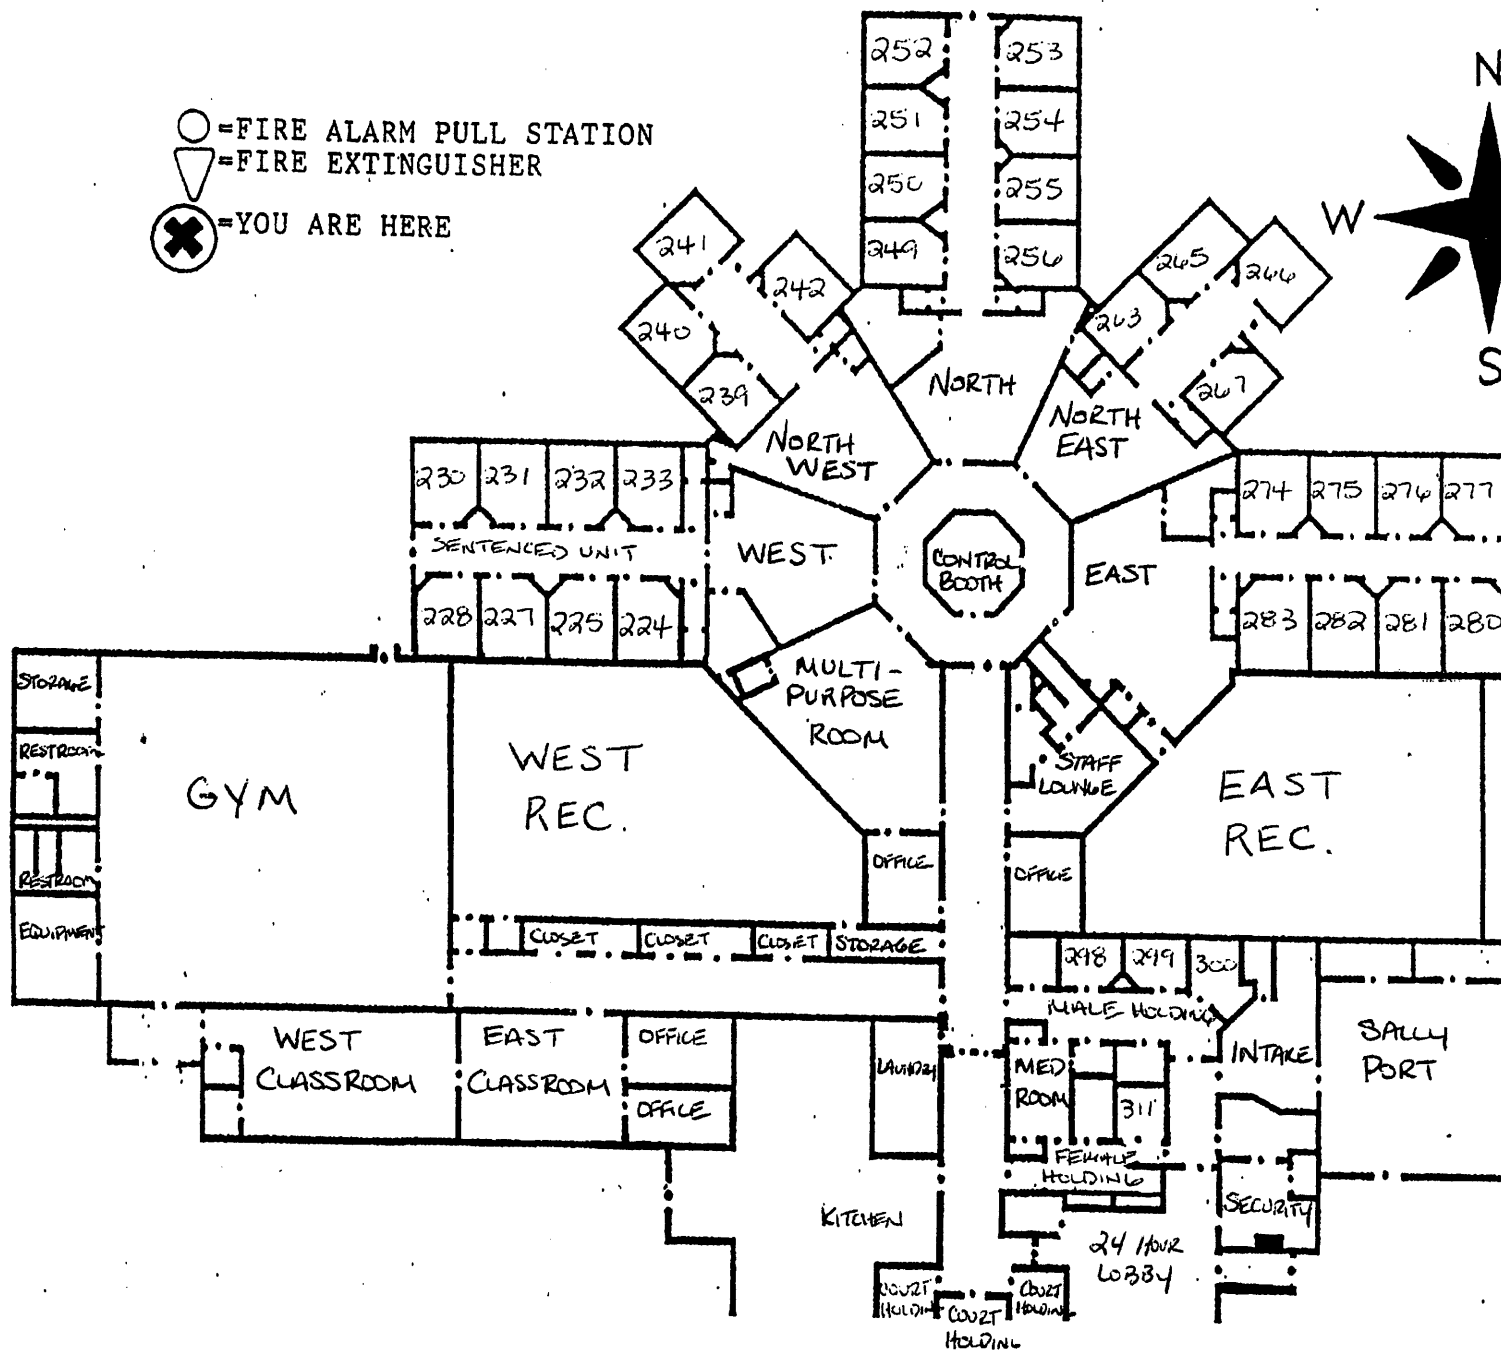 =FIRE ALARM PULL STATION
=FIRE EXTINGUISHER
=YOU ARE HERE
N
W
S
252
253
251
254
250
255
249
256
241
242
240
239
265
266
263
267
NORTH
NORTH
WEST
NORTH
EAST
230
231
232
233
SENTENCED UNIT
228
227
225
224
WEST
CONTROL
BOOTH
EAST
274
275
276
277
283
282
281
280
STORAGE
RESTROOM
RESTROOM
EQUIPMENT
GYM
WEST
REC.
MULTI-
PURPOSE
ROOM
STAFF
LOUNGE
EAST
REC.
OFFICE
OFFICE
CLOSET
CLOSET
CLOSET
STORAGE
298
299
300
MALE HOLDING
WEST
CLASSROOM
EAST
CLASSROOM
OFFICE
OFFICE
LAUNDRY
MED
ROOM
311
INTAKE
SALLY
PORT
FEMALE
HOLDING
KITCHEN
24 HOUR
LOBBY
SECURITY
COURT
HOLDIN
COURT
HOLDING
COURT
HOLDIN